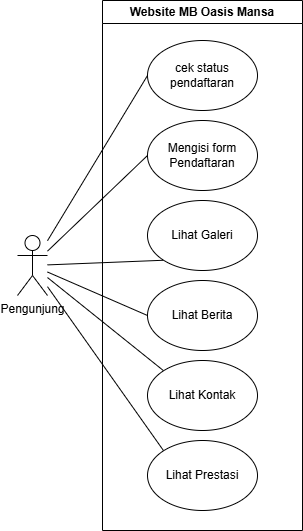 Website MB Oasis Mansa
cek status
pendaftaran
Mengisi form
Pendaftaran
Lihat Galeri
Pengunjung
Lihat Berita
Lihat Kontak
Lihat Prestasi